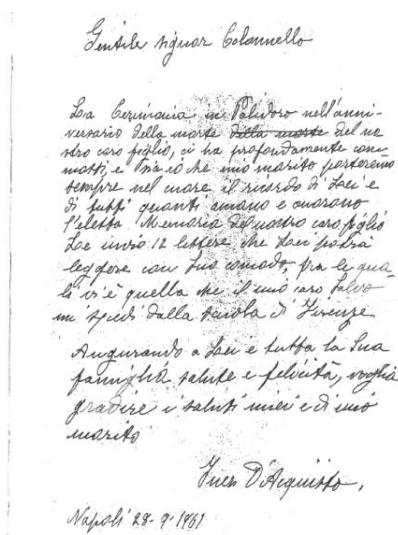 Gentile signor Colannello
La Cerimonia in Palidoro nell'anni-
versario della morte della morte del no
stro caro figlio, ci ha profondamente com
mossi, e sia io che mio marito porteremo
sempre nel cuore il ricordo di Lei e
di tutti quanti amano e onorano
l'eletta Memoria del nostro caro figlio
Le invio 12 lettere che Lei potrà
leggere con Suo comodo, fra le qua-
li vi è quella che il mio caro Salvo
mi spedì dalla scuola di Firenze
Augurando a Lei e tutta la Sua
famiglia salute e felicità, voglia
gradire i saluti miei e di mio
marito
Ines D'Acquisto.
Napoli 28-9-1961